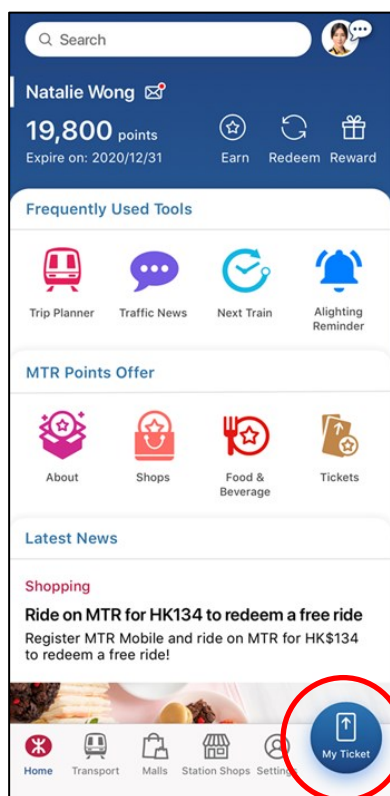 Search
Natalie Wong
19,800 points
Expire on: 2020/12/31
Earn Redeem Reward
Frequently Used Tools
Trip Planner Traffic News Next Train Alighting
Reminder
MTR Points Offer
About Shops Food & Tickets
Beverage
Latest News
Shopping
Ride on MTR for HK134 to redeem a free ride
Register MTR Mobile and ride on MTR for HK$134
to redeem a free ride!
My Ticket
Home Transport Malls Station Shops Settings